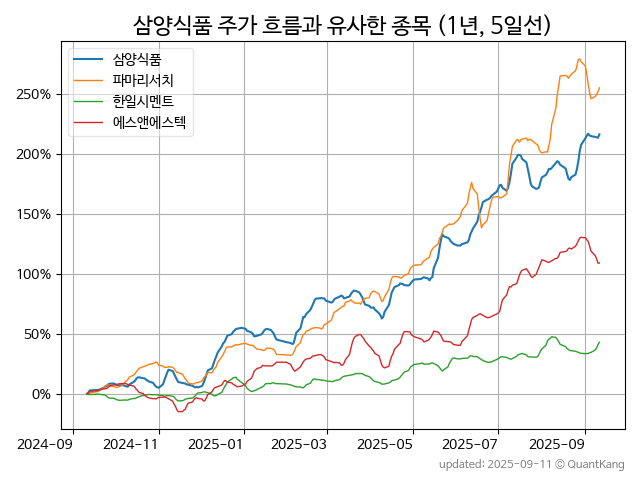 삼양식품 주가 흐름과 유사한 종목 (1년, 5일선)
삼양식품
파마리서치
한일시멘트
에스앤에스텍
250%
200%
150%
100%
50%
0%
2024-09
2024-11
2025-01
2025-03
2025-05
2025-07
2025-09
updated: 2025-09-11 © QuantKang